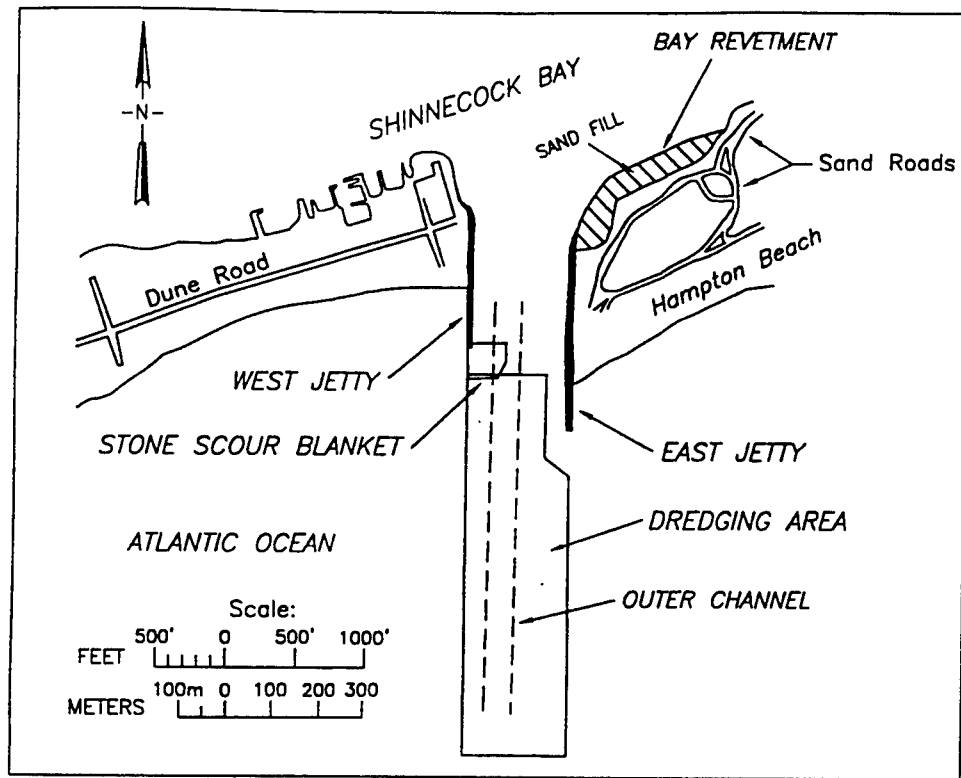 BAY REVETMENT
-N-
SHINNECOCK BAY
SAND FILL
Sand Roads
Dune Road
Hampton Beach
WEST JETTY
STONE SCOUR BLANKET
EAST JETTY
DREDGING AREA
ATLANTIC OCEAN
OUTER CHANNEL
Scale:
500' 0 500' 1000'
FEET
100m 0 100 200 300
METERS